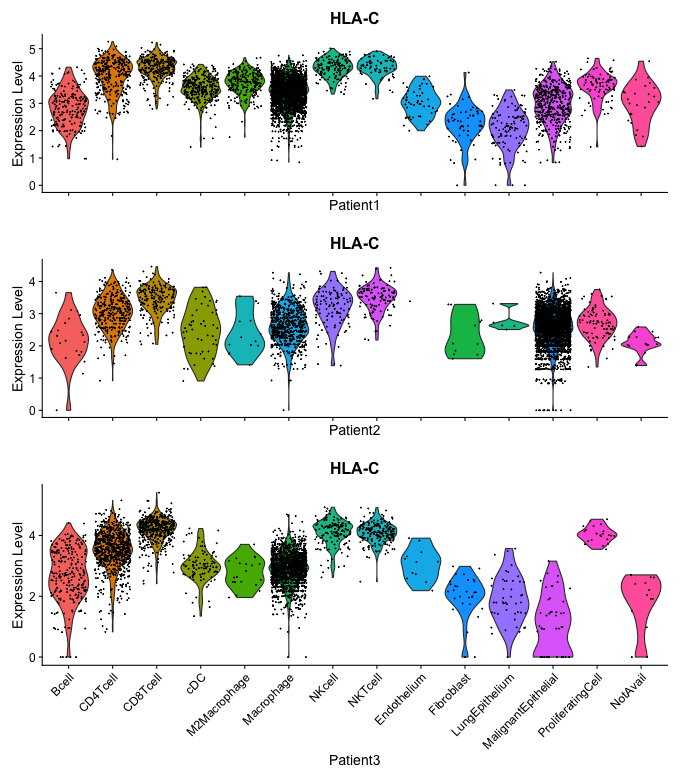 HLA-C
Expression Level
5
4
3
2
1
0
Patient1
HLA-C
Expression Level
4
3
2
1
0
Patient2
HLA-C
Expression Level
4
2
0
Bcell
CD4Tcell
CD8Tcell
cDC
M2Macrophage
Macrophage
NKcell
NKTcell
Endothelium
Fibroblast
LungEpithelium
MalignantEpithelial
ProliferatingCell
NotAvail
Patient3